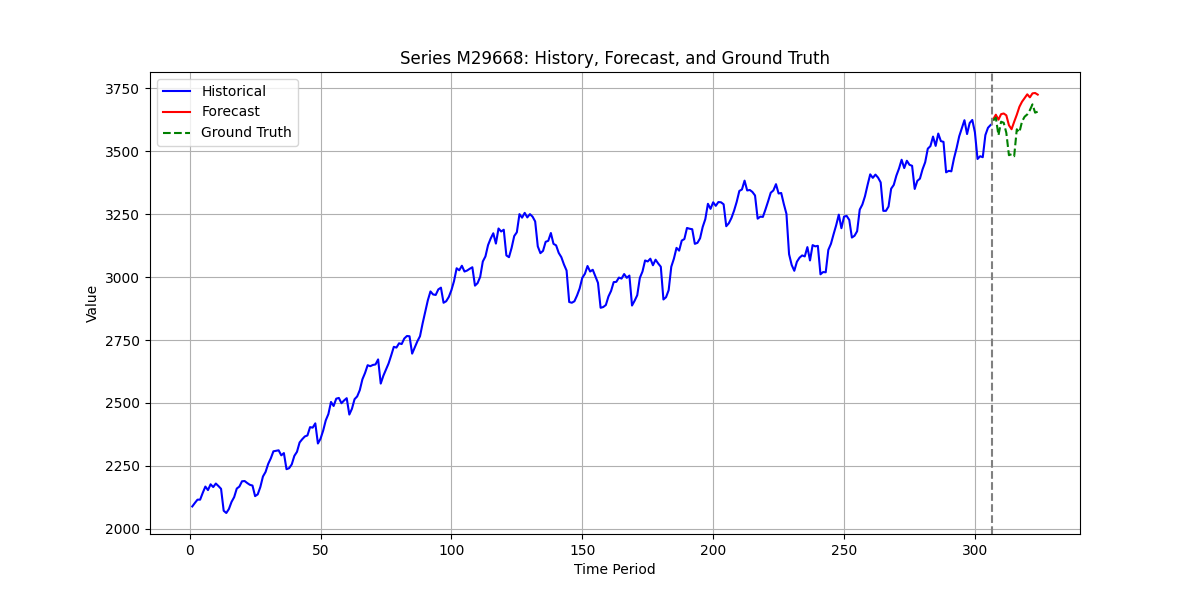 Series M29668: History, Forecast, and Ground Truth
Historical
Forecast
Ground Truth
Value
3750
3500
3250
3000
2750
2500
2250
2000
0 50 100 150 200 250 300
Time Period